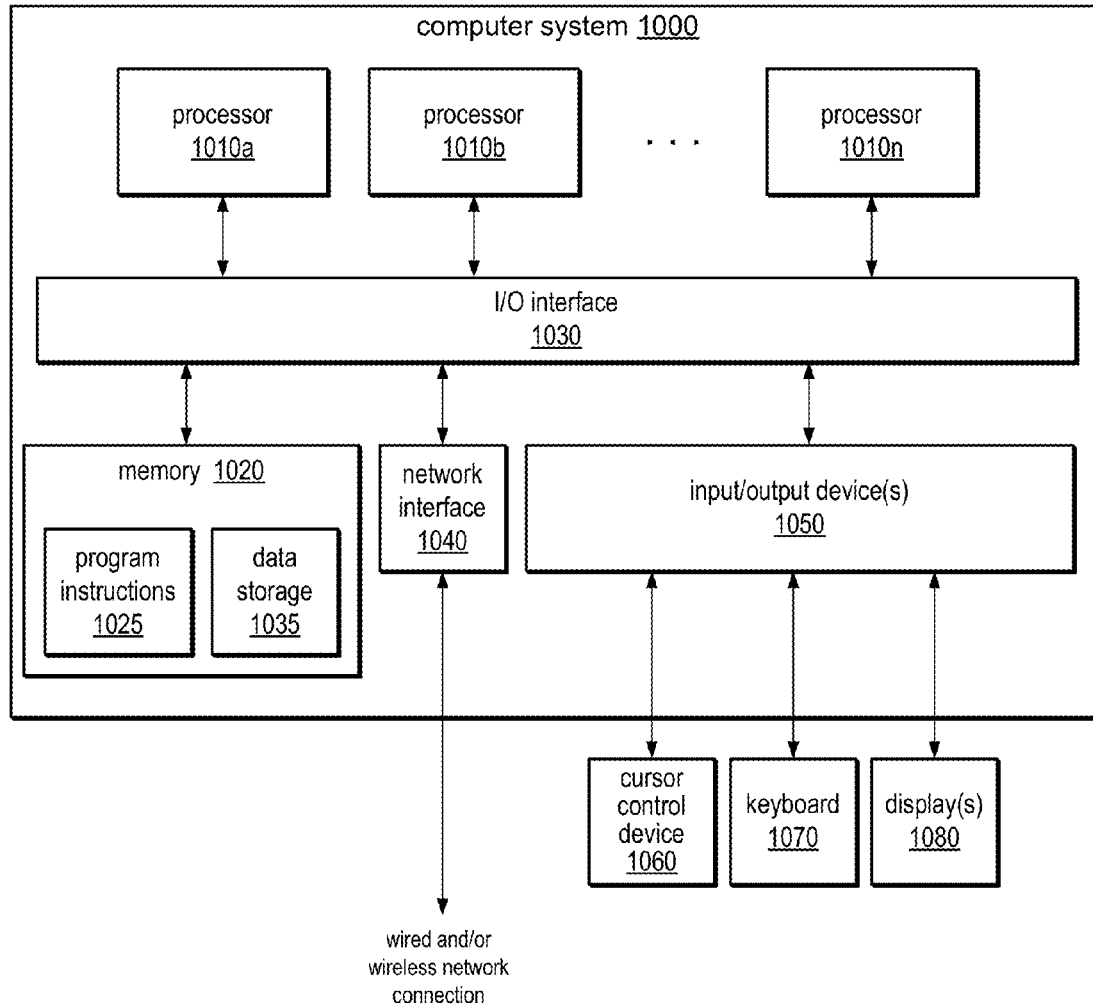 computer system 1000
processor
1010a
processor
1010b
. . .
processor
1010n
I/O interface
1030
memory 1020
program
instructions
1025
data
storage
1035
network
interface
1040
input/output device(s)
1050
cursor
control
device
1060
keyboard
1070
display(s)
1080
wired and/or
wireless network
connection